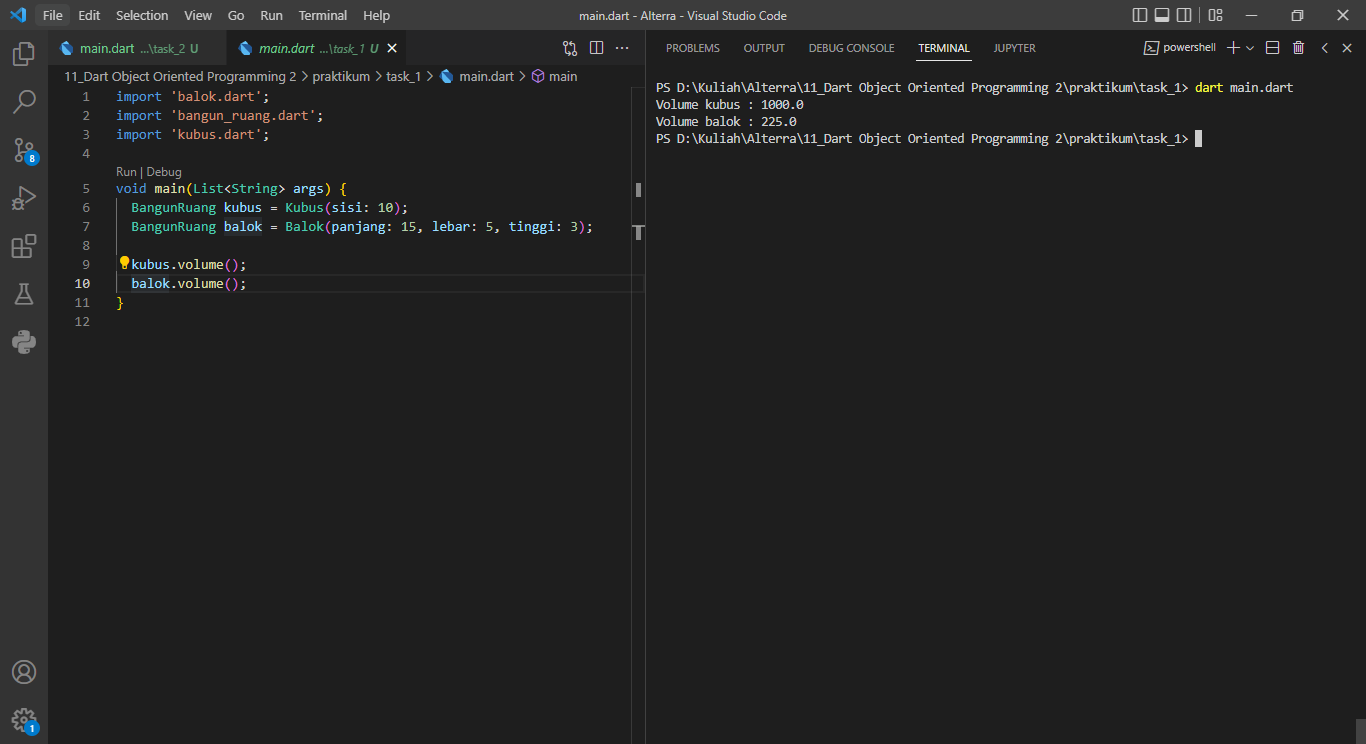 File Edit Selection View Go Run Terminal Help
main.dart - Alterra - Visual Studio Code
main.dart ...\task_2 U
main.dart ...\task_1 U
11_Dart Object Oriented Programming 2 > praktikum > task_1 > main.dart > main
1 import 'balok.dart';
2 import 'bangun_ruang.dart';
3 import 'kubus.dart';
4
Run | Debug
5 void main(List<String> args) {
6 BangunRuang kubus = Kubus(sisi: 10);
7 BangunRuang balok = Balok(panjang: 15, lebar: 5, tinggi: 3);
8
9 kubus.volume();
10 balok.volume();
11 }
12
8
1
PROBLEMS OUTPUT DEBUG CONSOLE TERMINAL JUPYTER
powershell
PS D:\Kuliah\Alterra\11_Dart Object Oriented Programming 2\praktikum\task_1> dart main.dart
Volume kubus : 1000.0
Volume balok : 225.0
PS D:\Kuliah\Alterra\11_Dart Object Oriented Programming 2\praktikum\task_1>